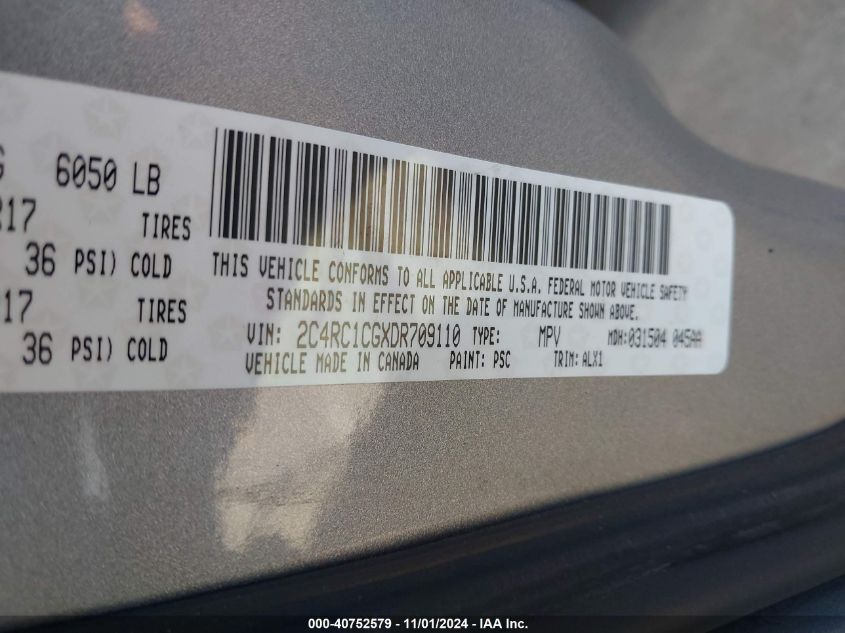 6050 LB
TIRES
36 PSI) COLD
17 TIRES
36 PSI) COLD
THIS VEHICLE CONFORMS TO ALL APPLICABLE U.S.A. FEDERAL MOTOR VEHICLE SAFETY
STANDARDS IN EFFECT ON THE DATE OF MANUFACTURE SHOWN ABOVE.
VIN: 2C4RC1CGXDR709110 TYPE: MPV MDH:031504 045AA
VEHICLE MADE IN CANADA PAINT: PSC TRIM: ALX1
000-40752579 - 11/01/2024 - IAA Inc.